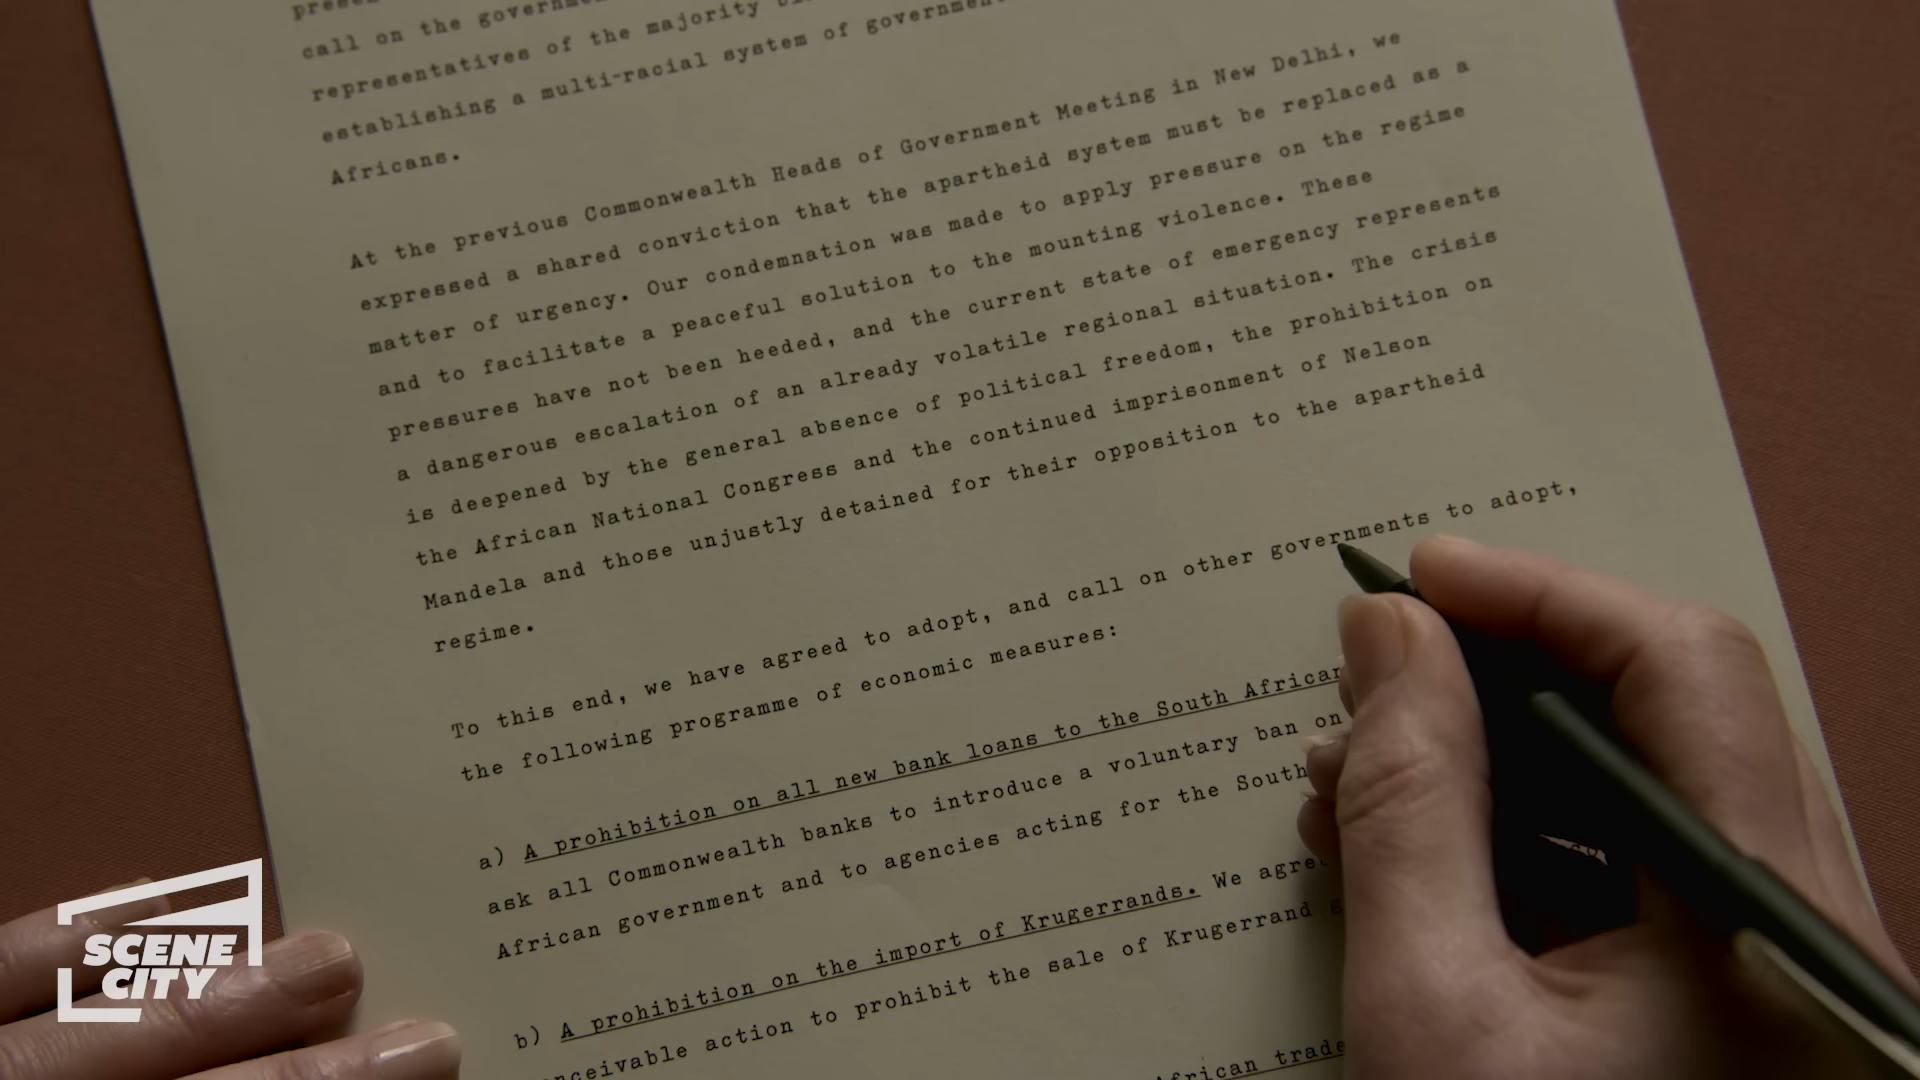 call on the government
representatives of the majority
establishing a multi-racial system of government
Africans.
At the previous Commonwealth Heads of Government Meeting in New Delhi, we
expressed a shared conviction that the apartheid system must be replaced as a
matter of urgency. Our condemnation was made to apply pressure on the regime
and to facilitate a peaceful solution to the mounting violence. These
pressures have not been heeded, and the current state of emergency represents
a dangerous escalation of an already volatile regional situation. The crisis
is deepened by the general absence of political freedom, the prohibition on
the African National Congress and the continued imprisonment of Nelson
Mandela and those unjustly detained for their opposition to the apartheid
regime.
To this end, we have agreed to adopt, and call on other governments to adopt,
the following programme of economic measures:
a) A prohibition on all new bank loans to the South African
ask all Commonwealth banks to introduce a voluntary ban on
African government and to agencies acting for the South
b) A prohibition on the import of Krugerrands. We agree
action to prohibit the sale of Krugerrand
African trade
SCENE
CITY